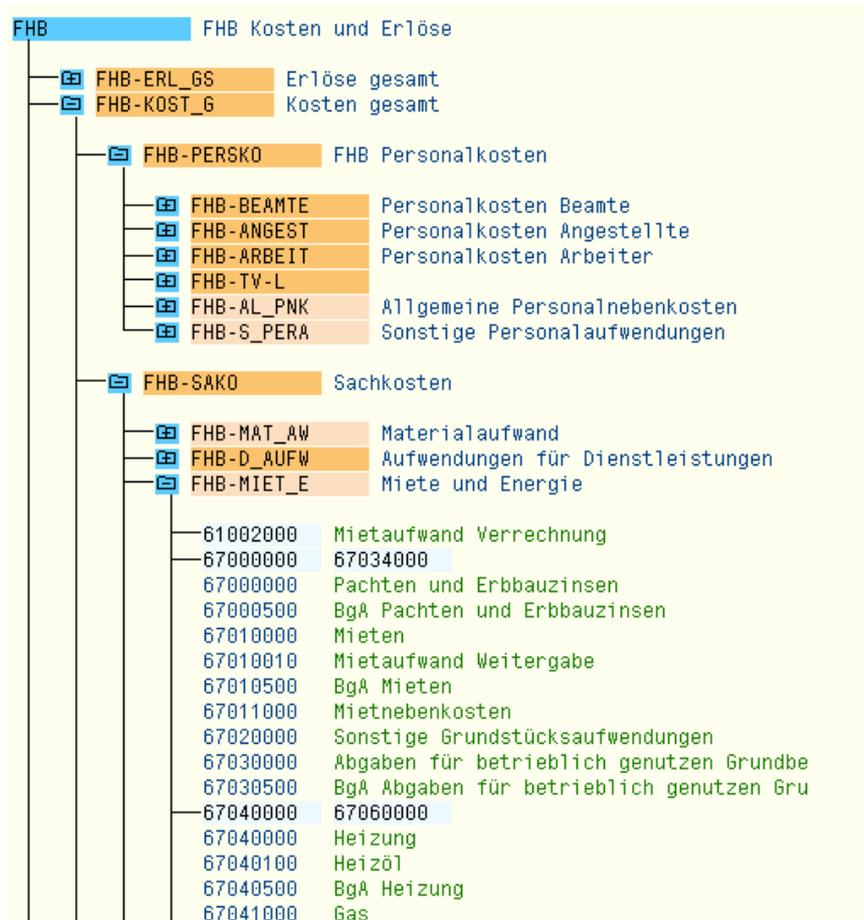 FHB FHB Kosten und Erlöse
FHB-ERL_GS Erlöse gesamt
FHB-KOST_G Kosten gesamt
FHB-PERSKO FHB Personalkosten
FHB-BEAMTE Personalkosten Beamte
FHB-ANGEST Personalkosten Angestellte
FHB-ARBEIT Personalkosten Arbeiter
FHB-TV-L
FHB-AL_PNK Allgemeine Personalnebenkosten
FHB-S_PERA Sonstige Personalaufwendungen
FHB-SAKO Sachkosten
FHB-MAT_AW Materialaufwand
FHB-D_AUFW Aufwendungen für Dienstleistungen
FHB-MIET_E Miete und Energie
61002000 Mietaufwand Verrechnung
67000000 67034000
67000000 Pachten und Erbbauzinsen
67000500 BgA Pachten und Erbbauzinsen
67010000 Mieten
67010010 Mietaufwand Weitergabe
67010500 BgA Mieten
67011000 Mietnebenkosten
67020000 Sonstige Grundstücksaufwendungen
67030000 Abgaben für betrieblich genutzen Grundbe
67030500 BgA Abgaben für betrieblich genutzen Gru
67040000 67060000
67040000 Heizung
67040100 Heizöl
67040500 BgA Heizung
67041000 Gas